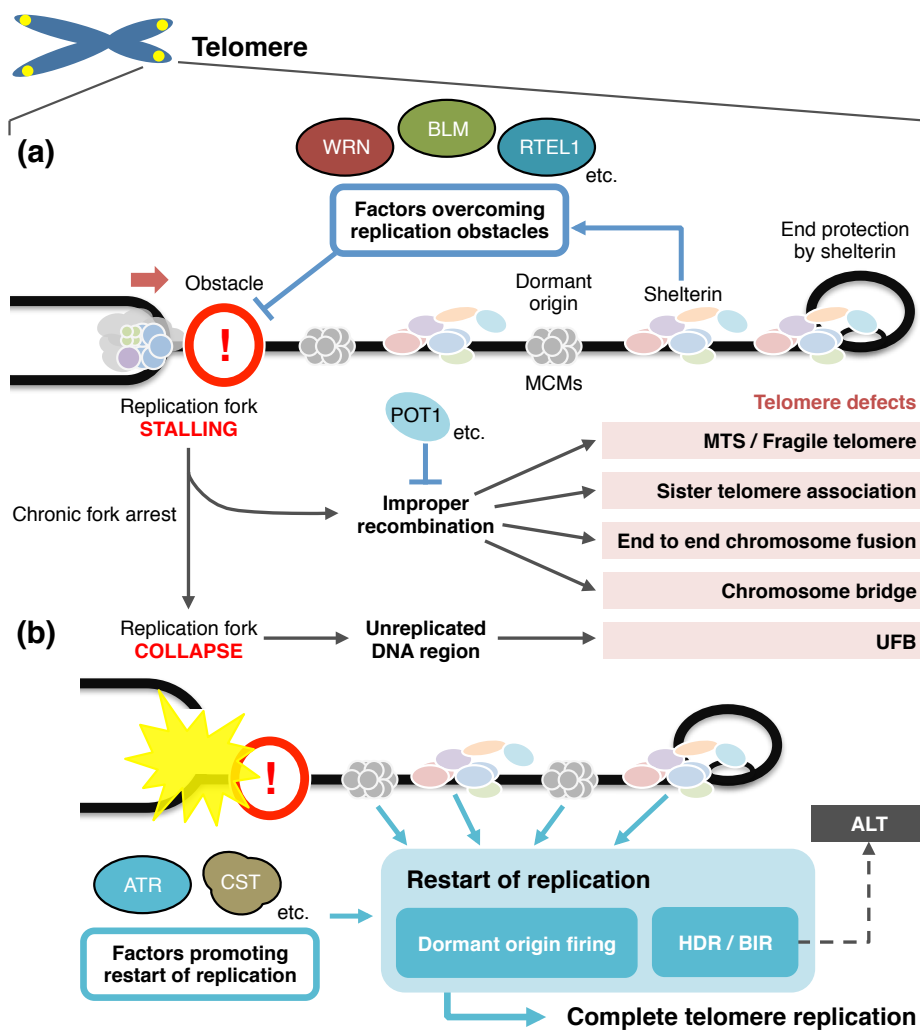 Telomere
(a)
WRN
BLM
RTEL1
etc.
Factors overcoming
replication obstacles
End protection
by shelterin
Obstacle
!
Dormant
origin
Shelterin
MCMs
Replication fork
STALLING
POT1
etc.
Telomere defects
MTS / Fragile telomere
Chronic fork arrest
Improper
recombination
Sister telomere association
End to end chromosome fusion
Chromosome bridge
(b)
Replication fork
COLLAPSE
Unreplicated
DNA region
UFB
!
ALT
ATR
CST
etc.
Factors promoting
restart of replication
Restart of replication
Dormant origin firing
HDR / BIR
Complete telomere replication